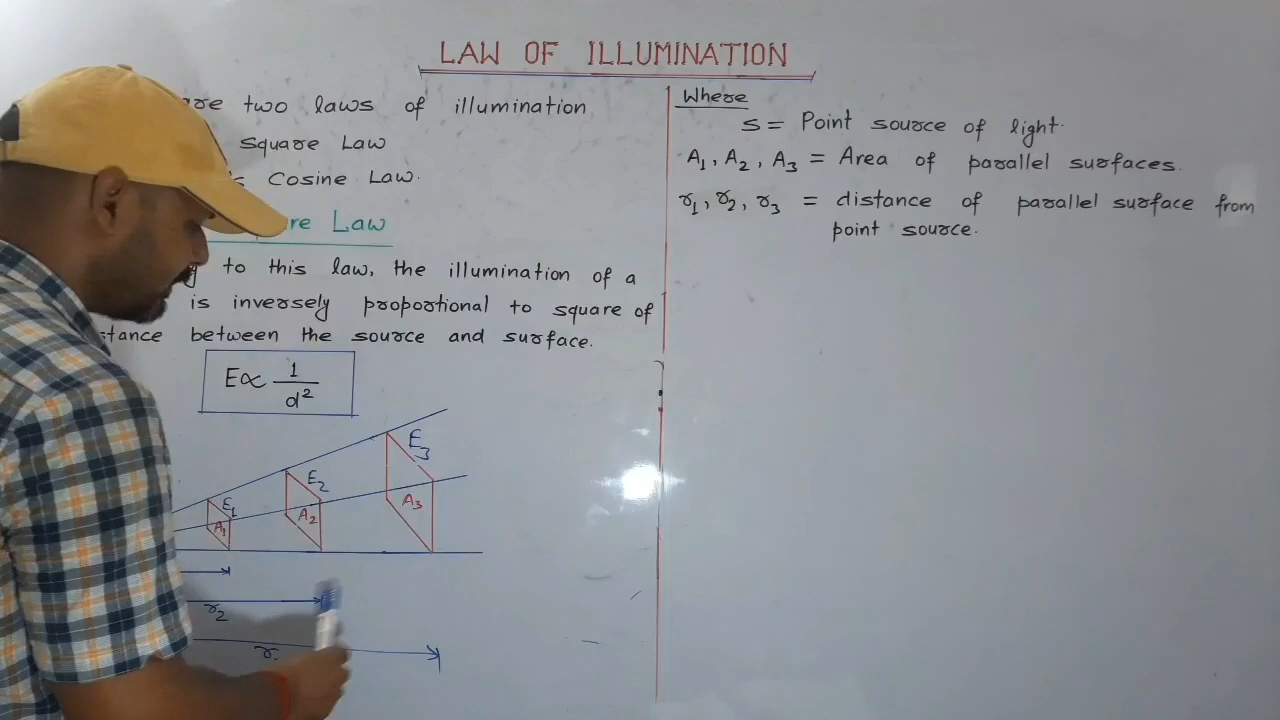 LAW OF ILLUMINATION
are two laws of illumination
square Law
Cosine Law.
Law
to this law, the illumination of a
is inversely proportional to square of
between the source and surface.
E∝ 1/d²
E₁
E₂
E₃
A₁
A₂
A₃
r₂
r
Where
S = Point source of light.
A₁, A₂, A₃ = Area of parallel surfaces.
r₁, r₂, r₃ = distance of parallel surface from
point source.